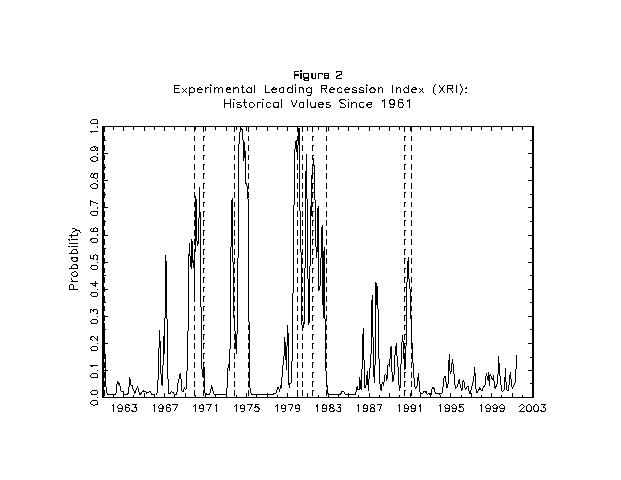 Figure 2
Experimental Leading Recession Index (XRI):
Historical Values Since 1961
Probability
1.0
0.9
0.8
0.7
0.6
0.5
0.4
0.3
0.2
0.1
0.0
1963 1967 1971 1975 1979 1983 1987 1991 1995 1999 2003